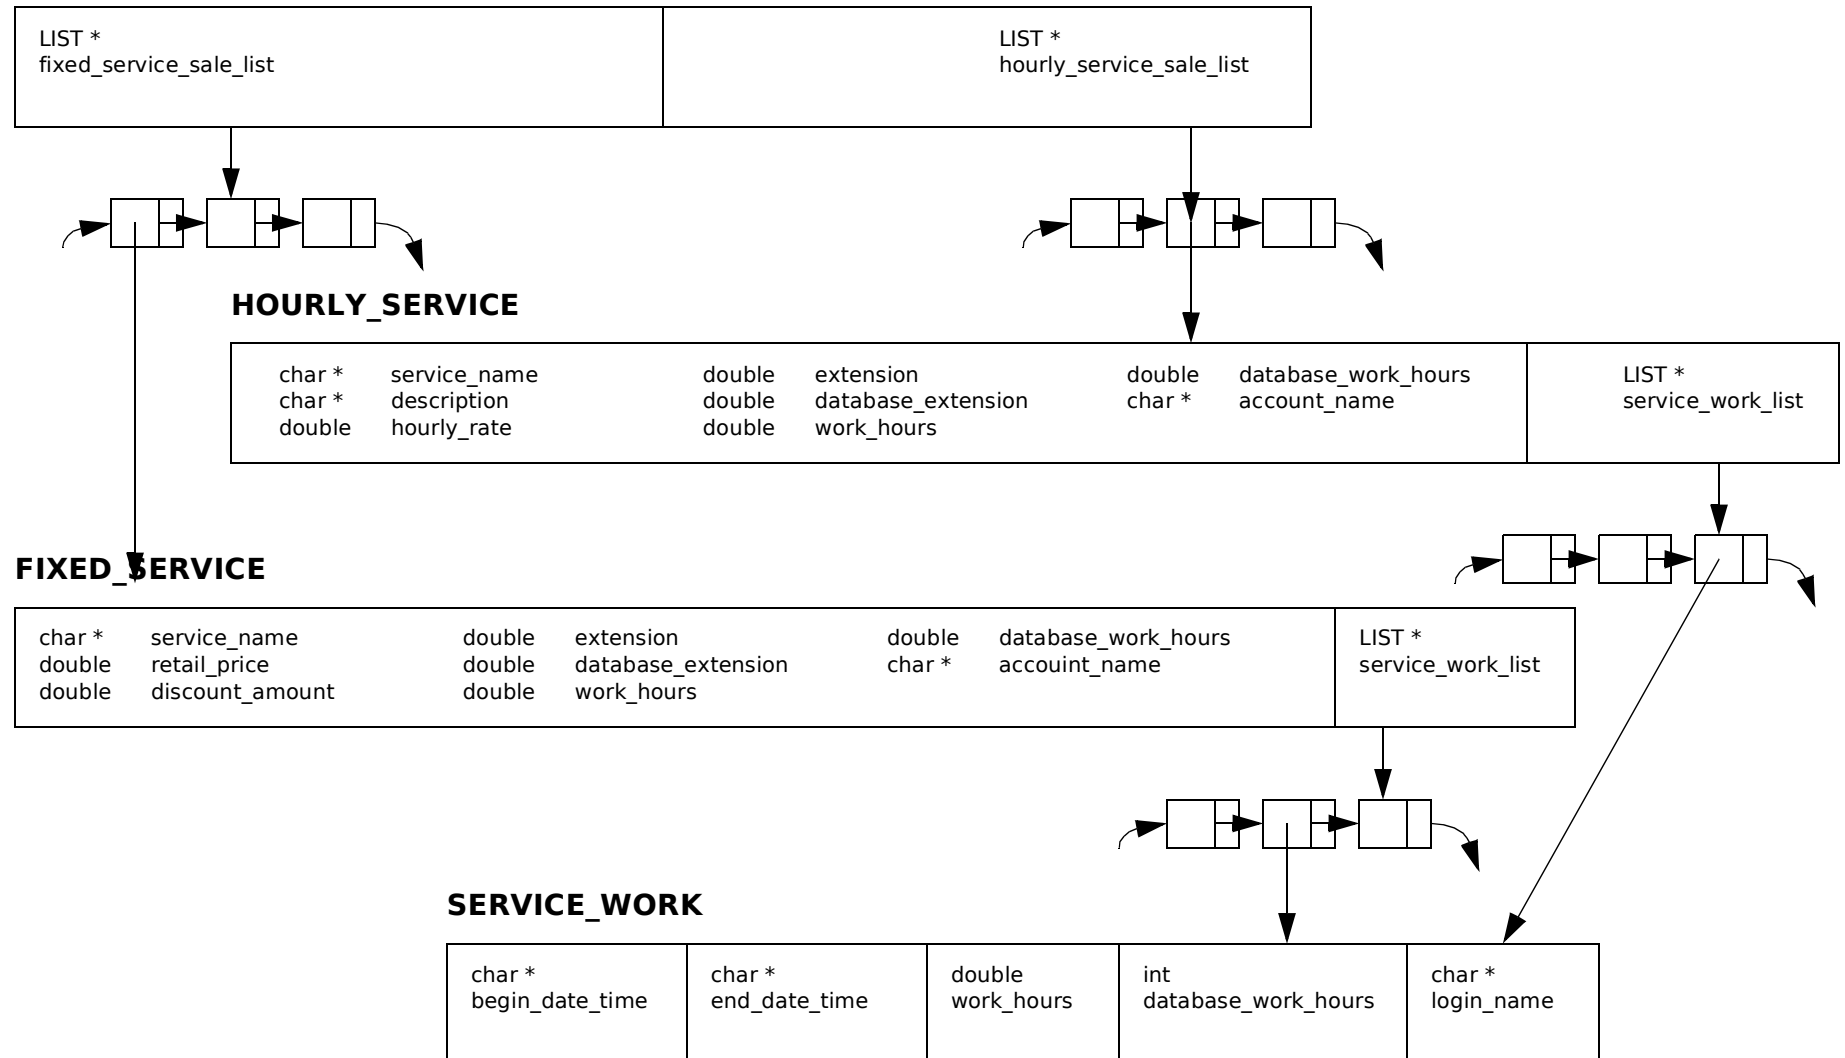 LIST *
fixed_service_sale_list
LIST *
hourly_service_sale_list
HOURLY_SERVICE
char * service_name double extension double database_work_hours
char * description double database_extension char * account_name
double hourly_rate double work_hours
LIST *
service_work_list
FIXED_SERVICE
char * service_name double extension double database_work_hours
double retail_price double database_extension char * accouint_name
double discount_amount double work_hours
LIST *
service_work_list
SERVICE_WORK
char *
begin_date_time
char *
end_date_time
double
work_hours
int
database_work_hours
char *
login_name